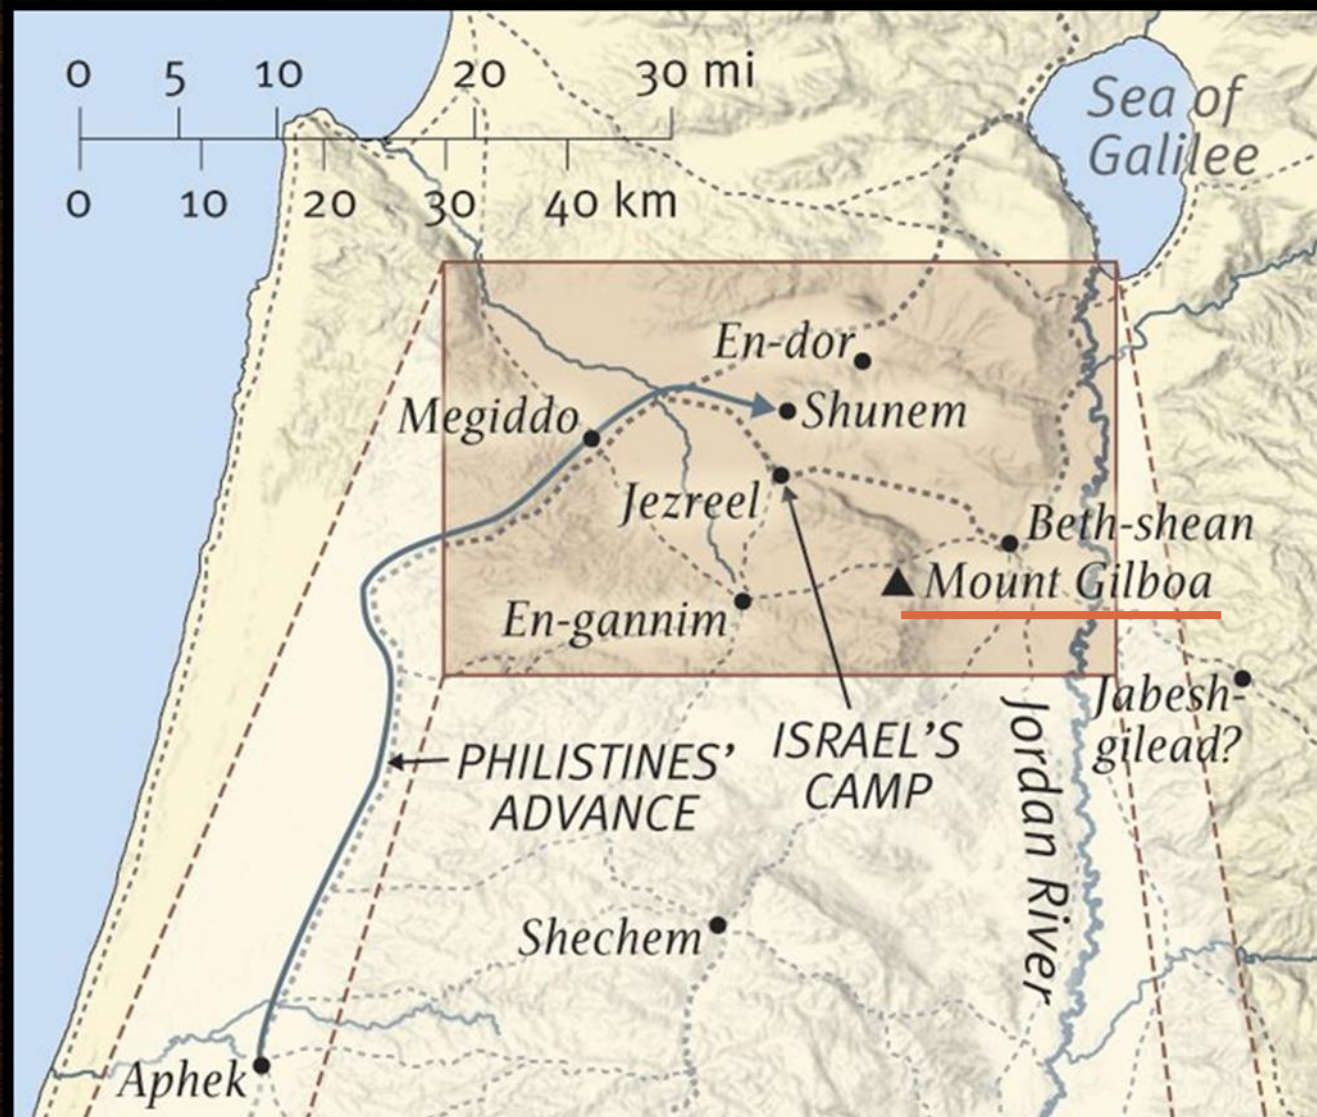 0 5 10 20 30 mi
0 10 20 30 40 km
Sea of
Galilee
En-dor
Shunem
Megiddo
Jezreel
Beth-shean
Mount Gilboa
En-gannim
Jabesh-
gilead?
ISRAEL’S
CAMP
PHILISTINES’
ADVANCE
Jordan River
Shechem
Aphek